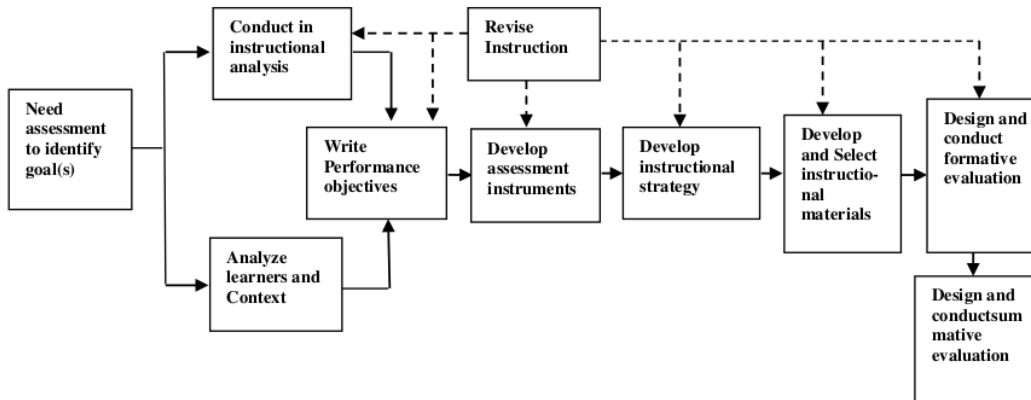 Conduct in
instructional
analysis
Revise
Instruction
Need
assessment
to identify
goal(s)
Write
Performance
objectives
Develop
assessment
instruments
Develop
instructional
strategy
Develop
and Select
instructio-
nal
materials
Design and
conduct
formative
evaluation
Analyze
learners and
Context
Design and
conductsum
mative
evaluation